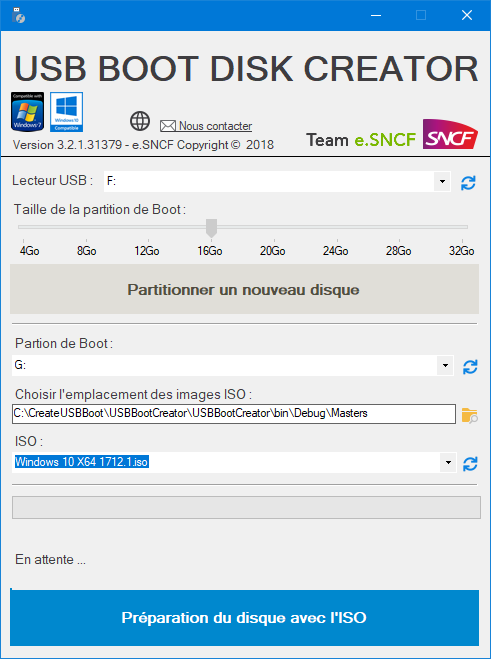 USB BOOT DISK CREATOR
Compatible with
Windows 7
Windows10
Compatible
Nous contacter
Version 3.2.1.31379 - e.SNCF Copyright © 2018
Team e.SNCF
SNCF
Lecteur USB :
F:
Taille de la partition de Boot :
4Go 8Go 12Go 16Go 20Go 24Go 28Go 32Go
Partitionner un nouveau disque
Partion de Boot :
G:
Choisir l'emplacement des images ISO :
C:\CreateUSBBoot\USBBootCreator\USBBootCreator\bin\Debug\Masters
ISO :
Windows 10 X64 1712.1.iso
En attente ...
Préparation du disque avec l'ISO